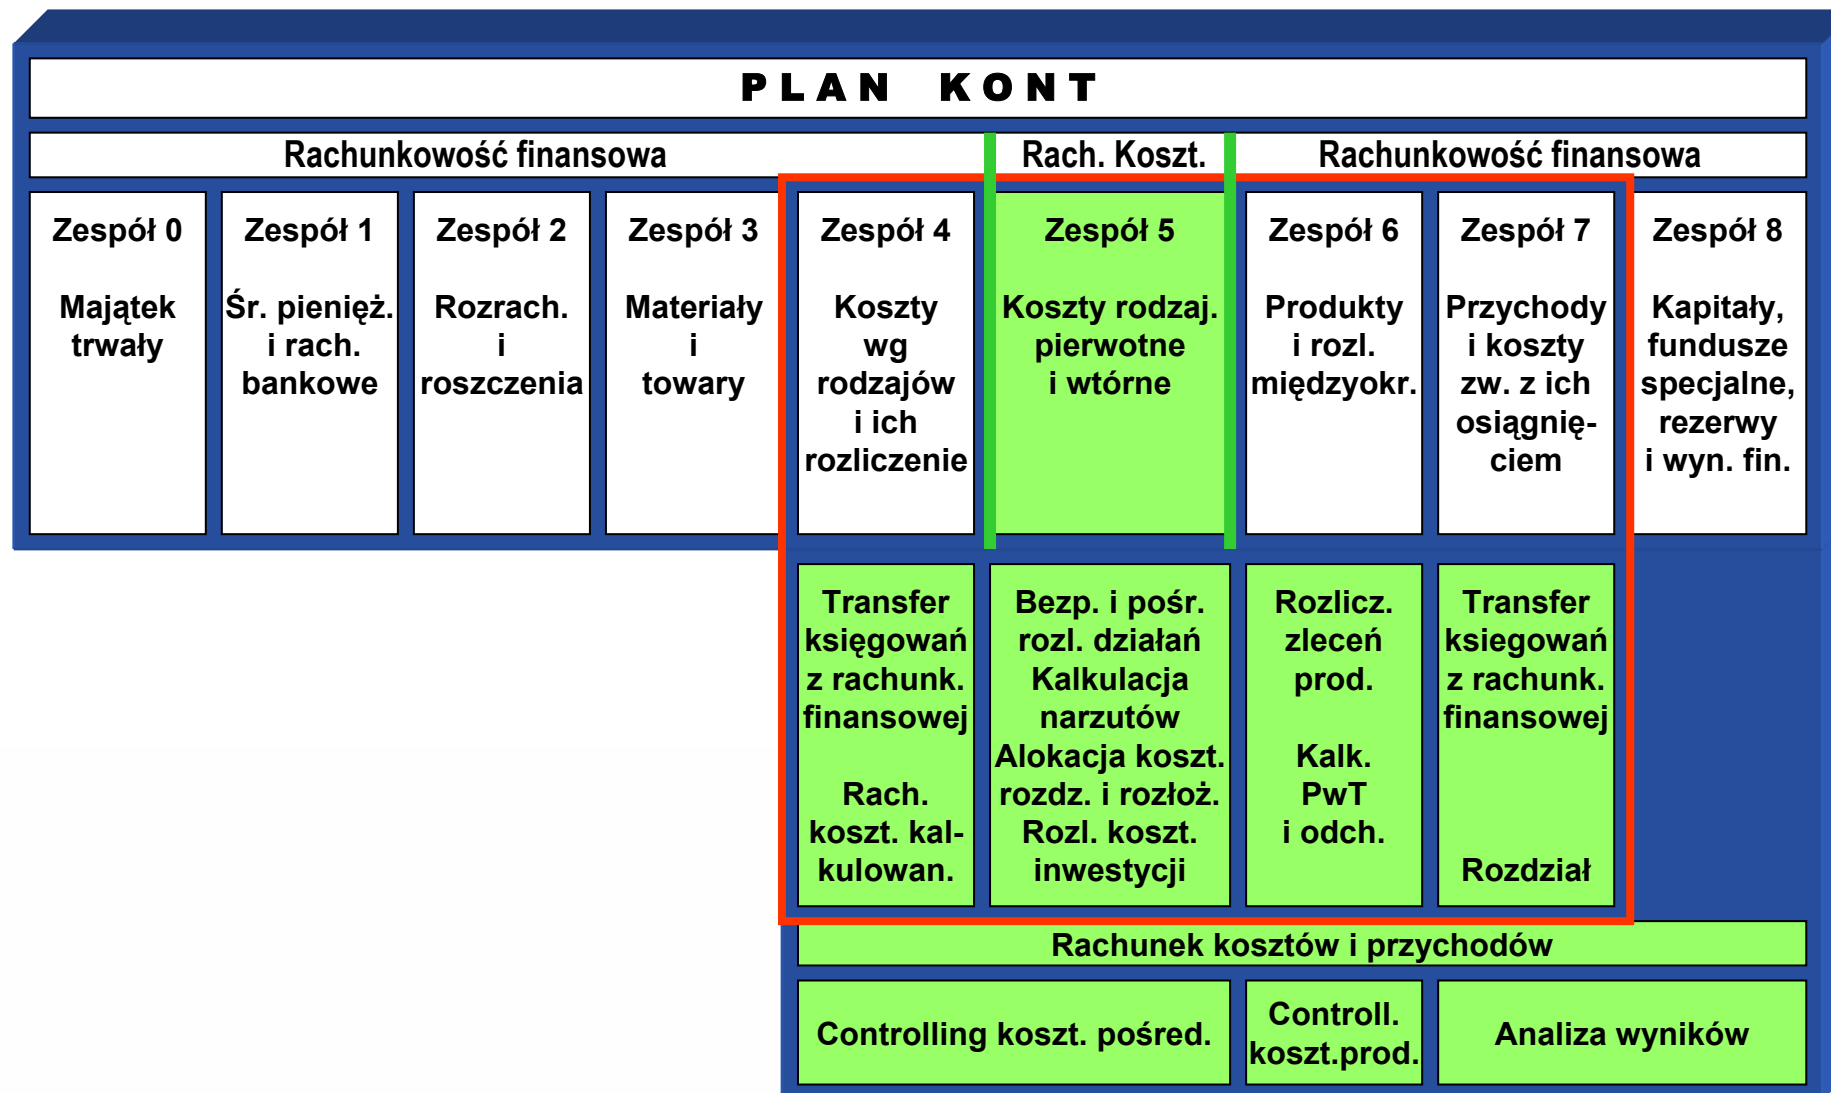 PLAN KONT
Rachunkowość finansowa
Rach. Koszt.
Rachunkowość finansowa
Zespół 0
Majątek
trwały
Zespół 1
Śr. pienięż.
i rach.
bankowe
Zespół 2
Rozrach.
i
roszczenia
Zespół 3
Materiały
i
towary
Zespół 4
Koszty
wg
rodzajów
i ich
rozliczenie
Zespół 5
Koszty rodzaj.
pierwotne
i wtórne
Zespół 6
Produkty
i rozl.
międzyokr.
Zespół 7
Przychody
i koszty
zw. z ich
osiągnię-
ciem
Zespół 8
Kapitały,
fundusze
specjalne,
rezerwy
i wyn. fin.
Transfer
księgowań
z rachunk.
finansowej
Rach.
koszt. kal-
kulowan.
Bezp. i pośr.
rozl. działań
Kalkulacja
narzutów
Alokacja koszt.
rozdz. i rozłoż.
Rozl. koszt.
inwestycji
Rozlicz.
zleceń
prod.
Kalk.
PwT
i odch.
Transfer
ksiegowań
z rachunk.
finansowej
Rozdział
Rachunek kosztów i przychodów
Controlling koszt. pośred.
Controll.
koszt.prod.
Analiza wyników